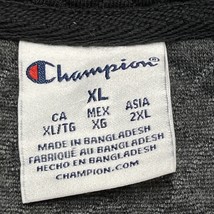 Champion
XL
CA MEX ASIA
XL/TG XG 2XL
MADE IN BANGLADESH
FABRIQUÉ AU BANGLADESH
HECHO EN BANGLADESH
CHAMPION.COM